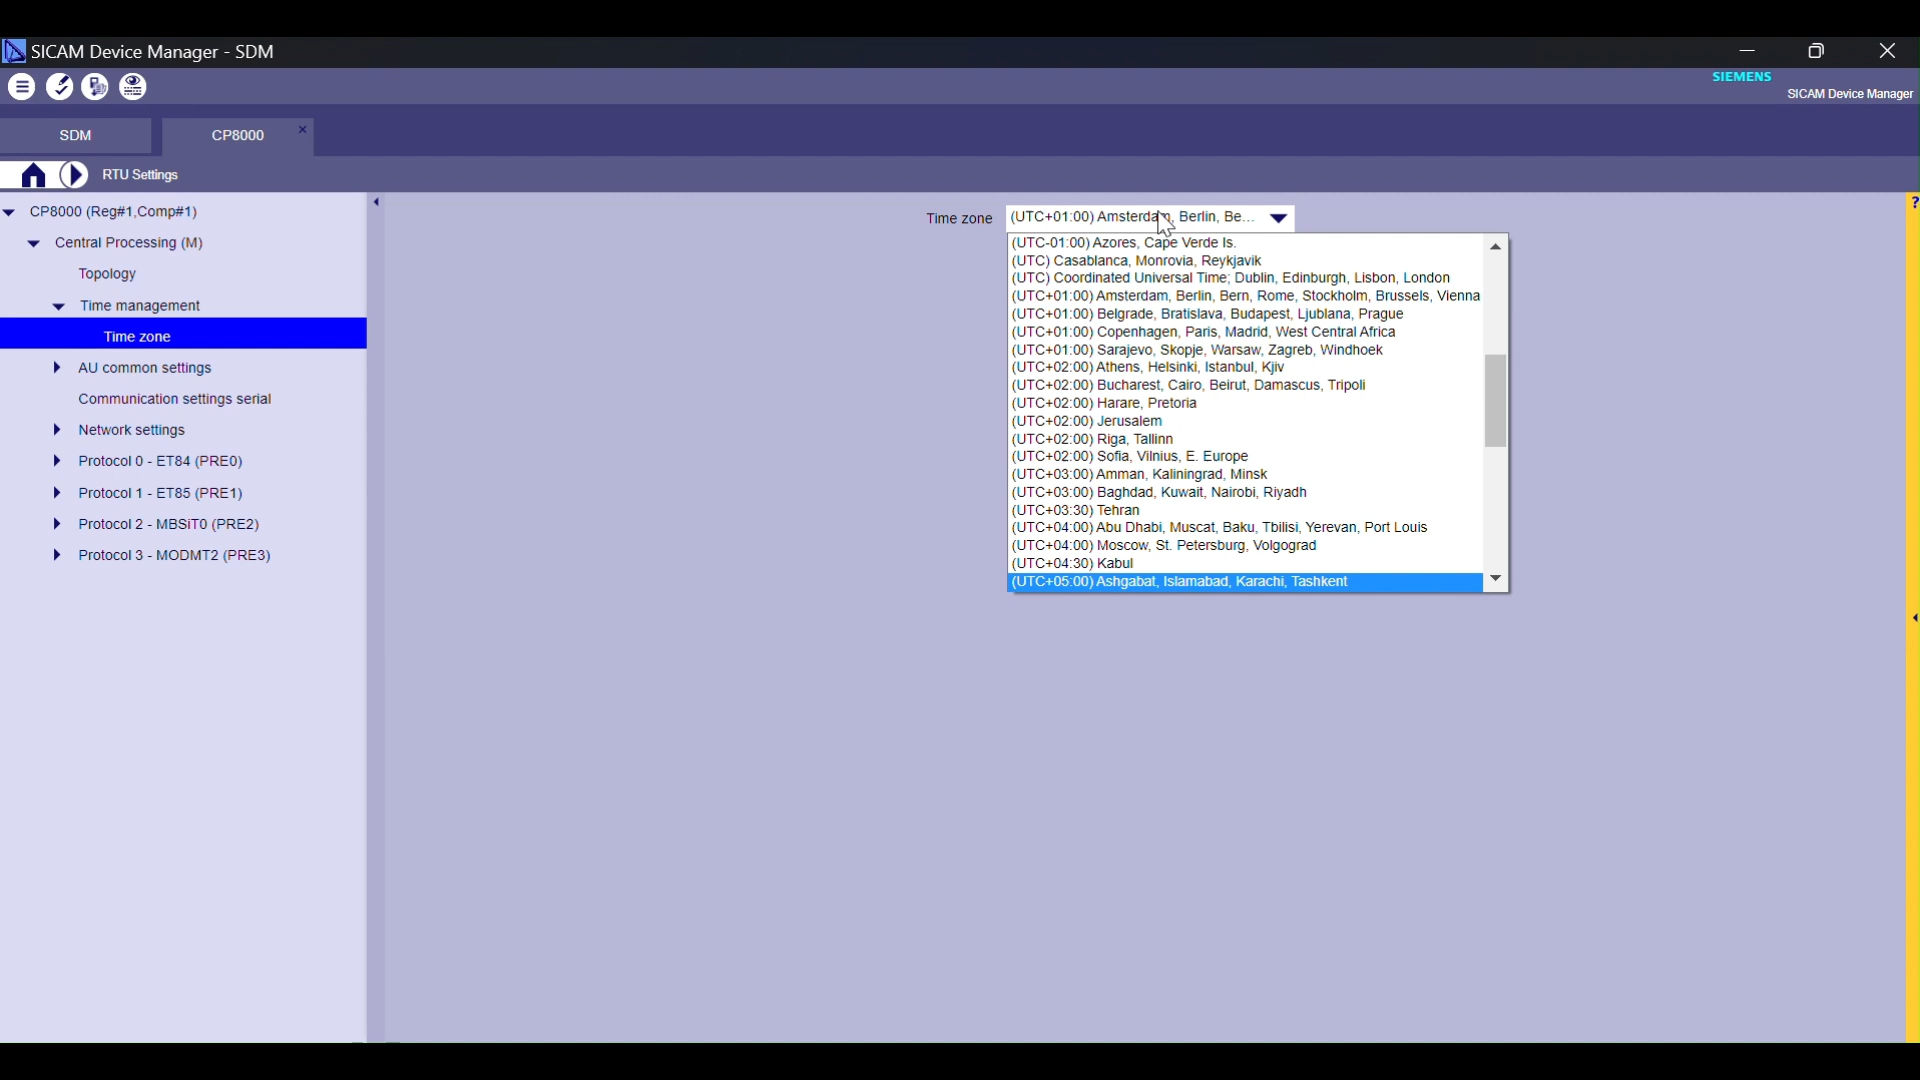 SICAM Device Manager - SDM
SIEMENS
SICAM Device Manager
SDM
CP8000
RTU Settings
CP8000 (Reg#1,Comp#1)
Central Processing (M)
Topology
Time management
Time zone
AU common settings
Communication settings serial
Network settings
Protocol 0 - ET84 (PRE0)
Protocol 1 - ET85 (PRE1)
Protocol 2 - MBSiT0 (PRE2)
Protocol 3 - MODMT2 (PRE3)
Time zone
(UTC+01:00) Amsterdam, Berlin, Be...
(UTC-01:00) Azores, Cape Verde Is.
(UTC) Casablanca, Monrovia, Reykjavik
(UTC) Coordinated Universal Time; Dublin, Edinburgh, Lisbon, London
(UTC+01:00) Amsterdam, Berlin, Bern, Rome, Stockholm, Brussels, Vienna
(UTC+01:00) Belgrade, Bratislava, Budapest, Ljublana, Prague
(UTC+01:00) Copenhagen, Paris, Madrid, West Central Africa
(UTC+01:00) Sarajevo, Skopje, Warsaw, Zagreb, Windhoek
(UTC+02:00) Athens, Helsinki, Istanbul, Kjiv
(UTC+02:00) Bucharest, Cairo, Beirut, Damascus, Tripoli
(UTC+02:00) Harare, Pretoria
(UTC+02:00) Jerusalem
(UTC+02:00) Riga, Tallinn
(UTC+02:00) Sofia, Vilnius, E. Europe
(UTC+03:00) Amman, Kaliningrad, Minsk
(UTC+03:00) Baghdad, Kuwait, Nairobi, Riyadh
(UTC+03:30) Tehran
(UTC+04:00) Abu Dhabi, Muscat, Baku, Tbilisi, Yerevan, Port Louis
(UTC+04:00) Moscow, St. Petersburg, Volgograd
(UTC+04:30) Kabul
(UTC+05:00) Ashgabat, Islamabad, Karachi, Tashkent
?